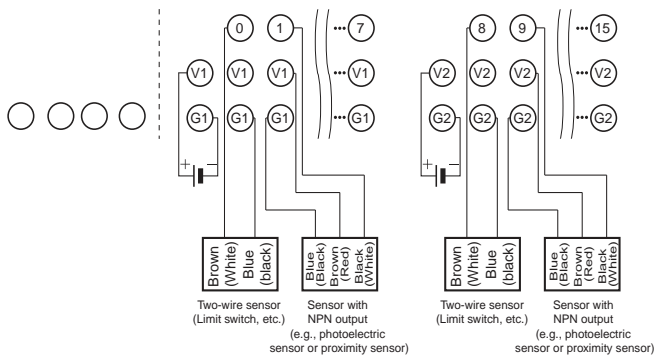 0 1 ••• 7 8 9 ••• 15
V1 V1 V1 ••• V1 V2 V2 V2 ••• V2
G1 G1 G1 ••• G1 G2 G2 G2 ••• G2
+ − + −
Brown
(White)
Blue
(black)
Blue
(Black)
Brown
(Red)
Black
(White)
Brown
(White)
Blue
(black)
Blue
(Black)
Brown
(Red)
Black
(White)
Two-wire sensor
(Limit switch, etc.)
Sensor with
NPN output
(e.g., photoelectric
sensor or proximity sensor)
Two-wire sensor
(Limit switch, etc.)
Sensor with
NPN output
(e.g., photoelectric
sensor or proximity sensor)